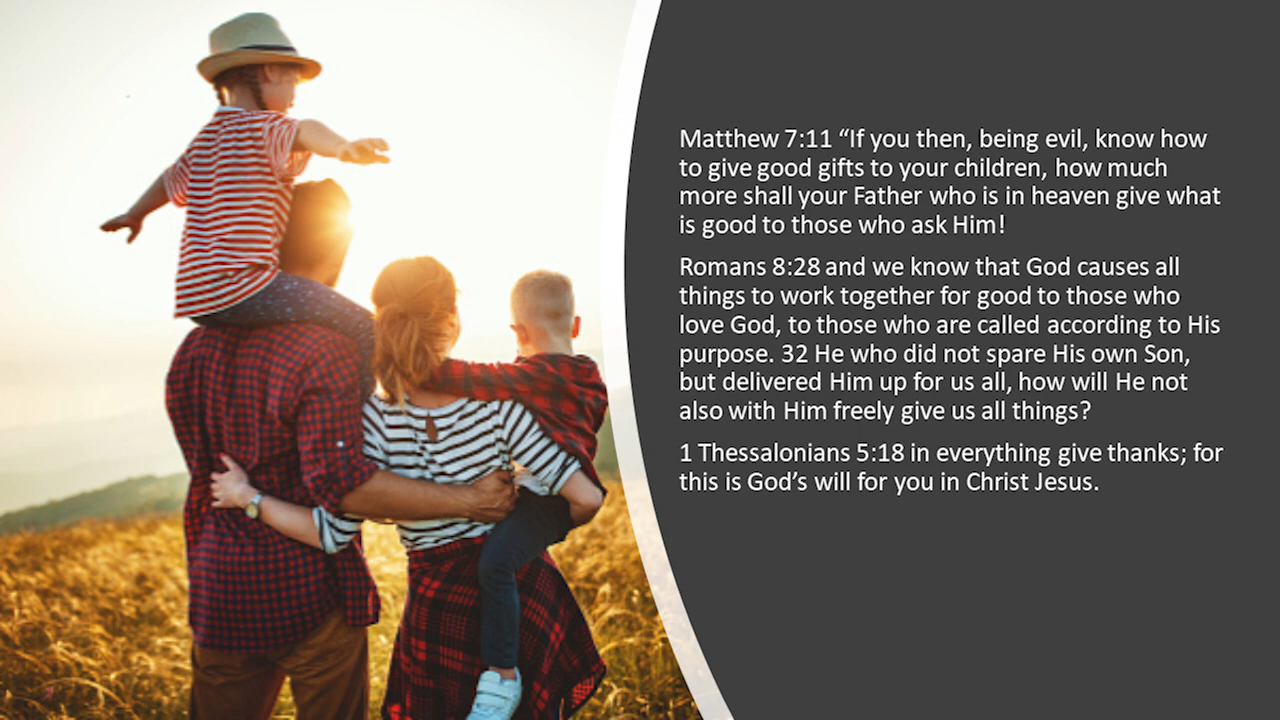 Matthew 7:11 “If you then, being evil, know how
to give good gifts to your children, how much
more shall your Father who is in heaven give what
is good to those who ask Him!
Romans 8:28 and we know that God causes all
things to work together for good to those who
love God, to those who are called according to His
purpose. 32 He who did not spare His own Son,
but delivered Him up for us all, how will He not
also with Him freely give us all things?
1 Thessalonians 5:18 in everything give thanks; for
this is God’s will for you in Christ Jesus.